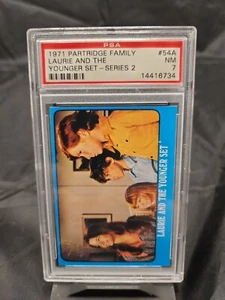 PSA
1971 PARTRIDGE FAMILY #54A
LAURIE AND THE NM
YOUNGER SET - SERIES 2 7
14416734
LAURIE AND THE YOUNGER SET